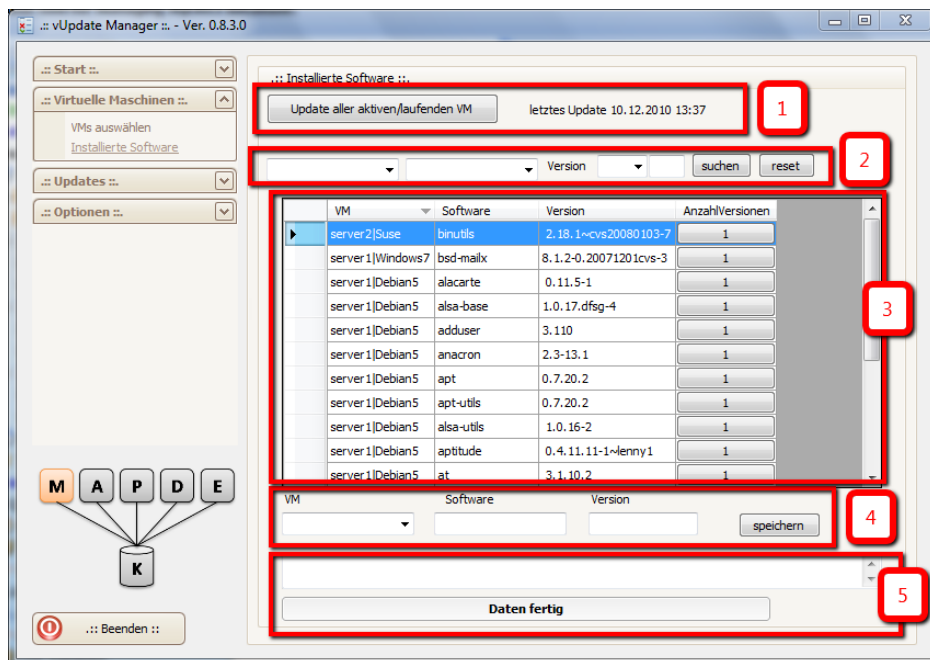 .:: vUpdate Manager ::. - Ver. 0.8.3.0
.:: Start ::.
.:: Virtuelle Maschinen ::.
VMs auswählen
Installierte Software
.:: Updates ::.
.:: Optionen ::.
M A P D E
K
.:: Beenden ::
.:: Installierte Software ::.
Update aller aktiven/laufenden VM letztes Update 10.12.2010 13:37
1
Version suchen reset
2
VM Software Version AnzahlVersionen
server2|Suse binutils 2.18.1~cvs20080103-7 1
server1|Windows7 bsd-mailx 8.1.2-0.20071201cvs-3 1
server1|Debian5 alacarte 0.11.5-1 1
server1|Debian5 alsa-base 1.0.17.dfsg-4 1
server1|Debian5 adduser 3.110 1
server1|Debian5 anacron 2.3-13.1 1
server1|Debian5 apt 0.7.20.2 1
server1|Debian5 apt-utils 0.7.20.2 1
server1|Debian5 alsa-utils 1.0.16-2 1
server1|Debian5 aptitude 0.4.11.11-1~lenny1 1
server1|Debian5 at 3.1.10.2 1
3
VM Software Version
speichern
4
5
Daten fertig